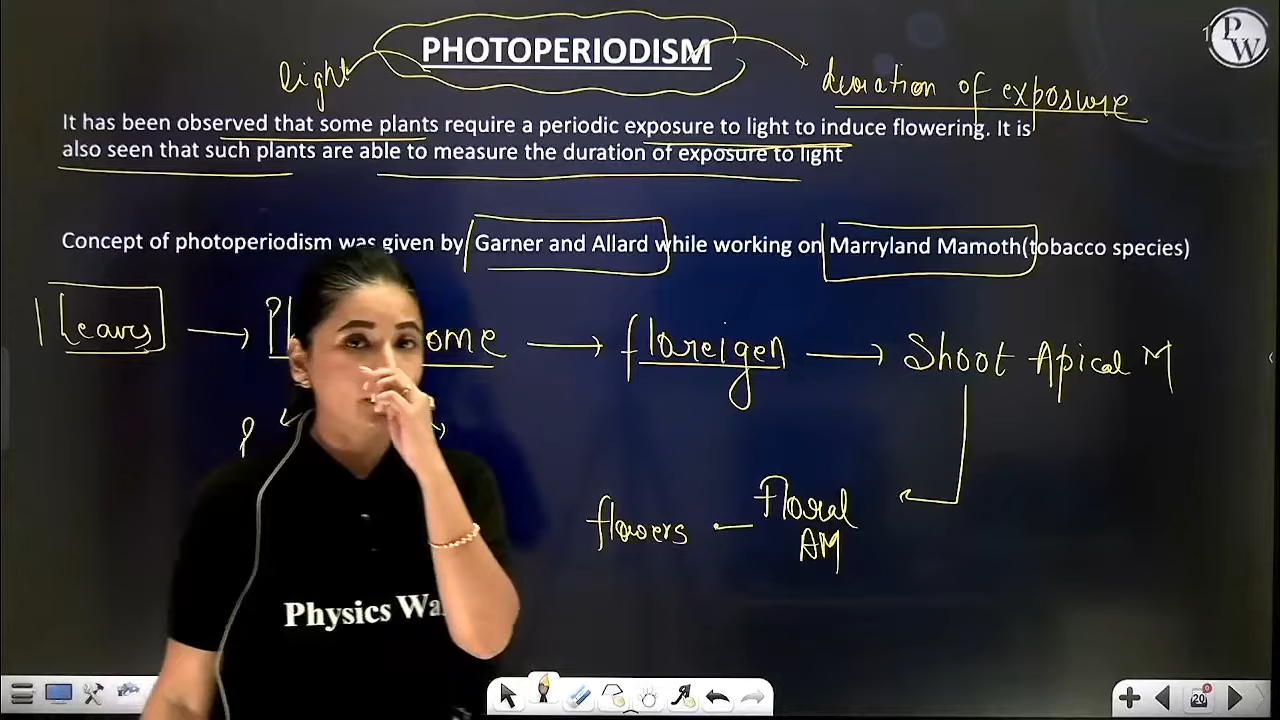 PHOTOPERIODISM
PW
light
duration of exposure
It has been observed that some plants require a periodic exposure to light to induce flowering. It is
also seen that such plants are able to measure the duration of exposure to light
Concept of photoperiodism was given by Garner and Allard while working on Marryland Mamoth(tobacco species)
Leaves → ome → floreigen → Shoot Apical M
P
flowers Floral
AM
Physics Wa
20